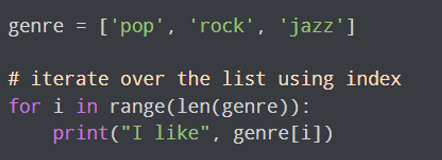 genre = ['pop', 'rock', 'jazz']
# iterate over the list using index
for i in range(len(genre)):
    print("I like", genre[i])